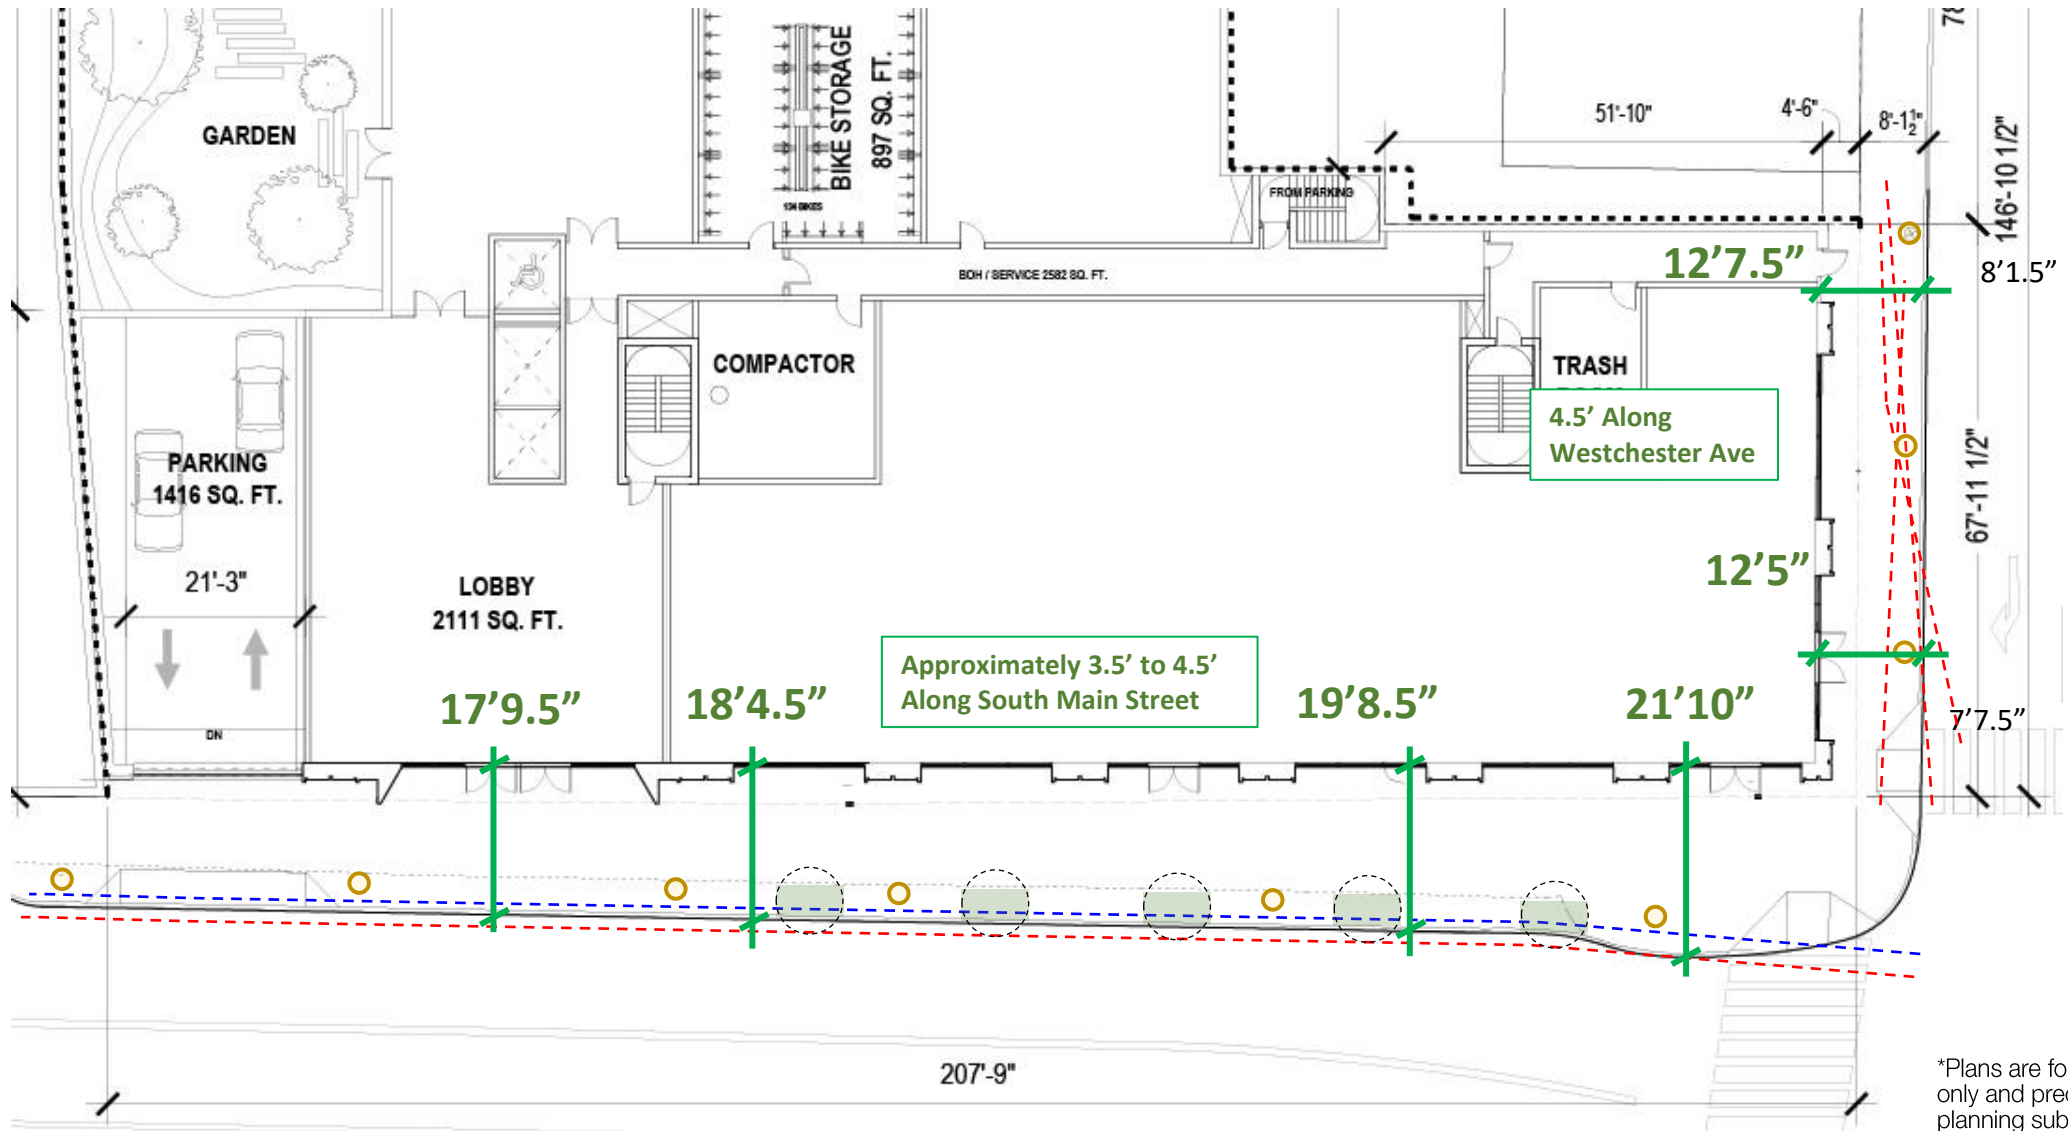 78
BIKE STORAGE
897 SQ. FT.
51'-10"
4'-6"
8'-1½"
GARDEN
146'-10 1/2"
FROM PARKING
134 BIKES
12’7.5”
BOH / SERVICE 2582 SQ. FT.
8’1.5”
COMPACTOR
TRASH
4.5’ Along
Westchester Ave
PARKING
1416 SQ. FT.
67'-11 1/2"
21'-3"
12’5”
LOBBY
2111 SQ. FT.
Approximately 3.5’ to 4.5’
Along South Main Street
17’9.5”
18’4.5”
19’8.5”
21’10”
7’7.5”
DN
207'-9"
*Plans are fo
only and pre
planning sub